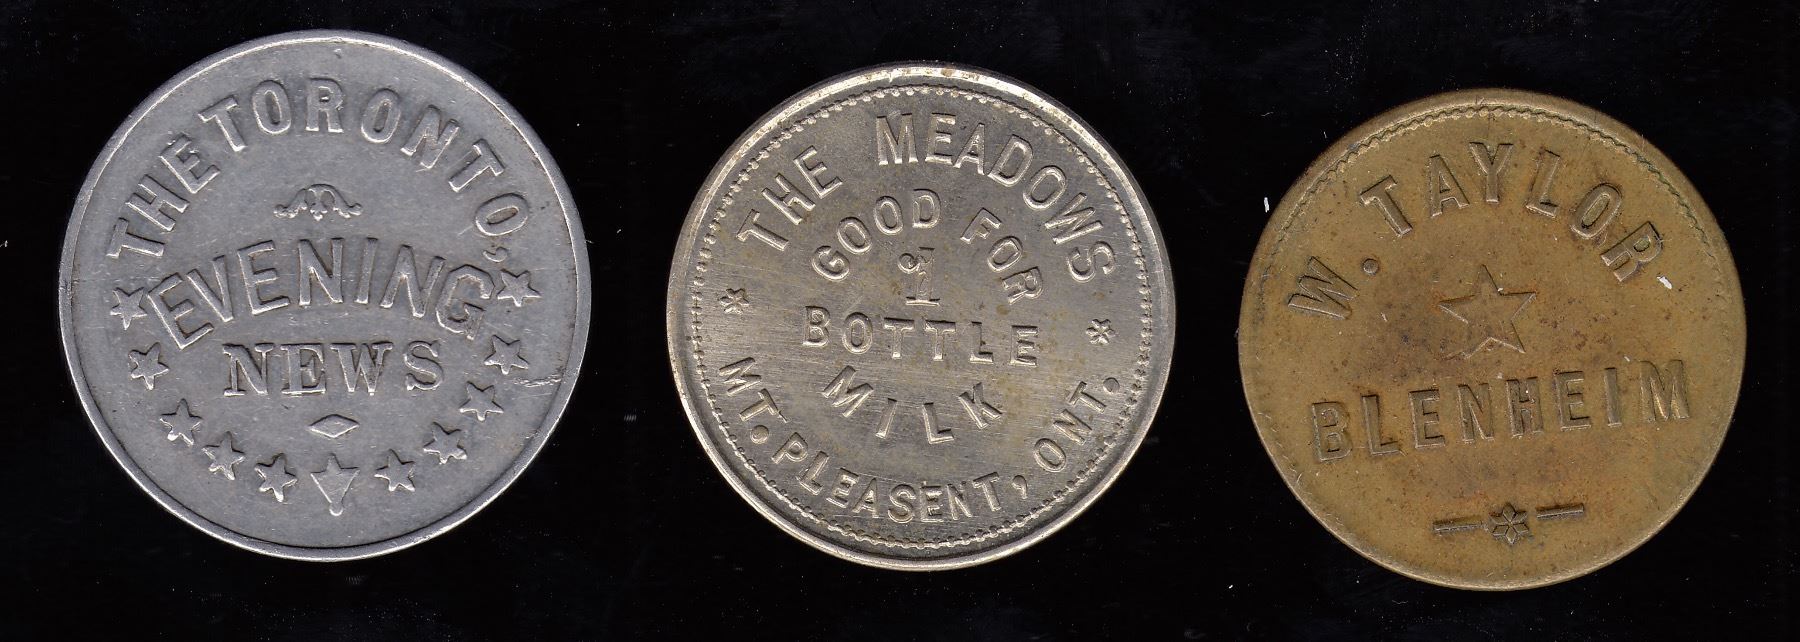 THE TORONTO,
EVENING
NEWS
THE MEADOWS
GOOD FOR
1
BOTTLE
MILK
MT. PLEASENT, ONT.
W. TAYLOR
BLENHEIM